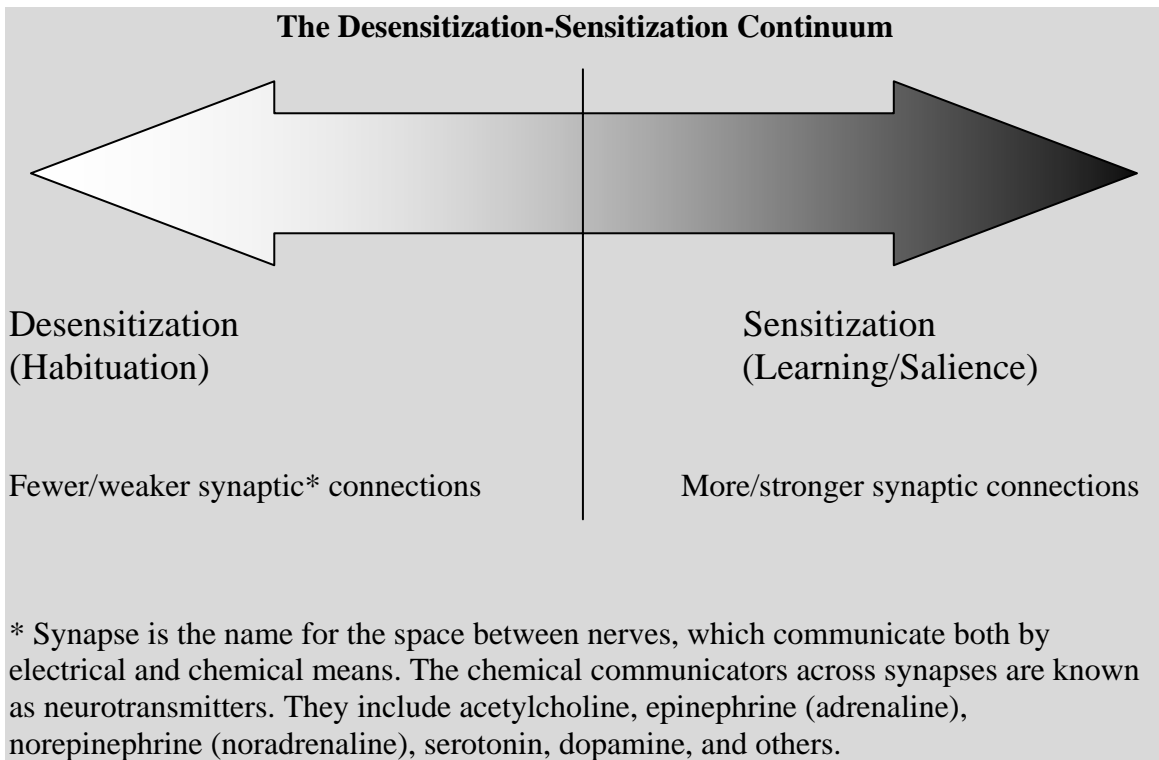 The Desensitization-Sensitization Continuum
Desensitization
(Habituation)
Sensitization
(Learning/Salience)
Fewer/weaker synaptic* connections
More/stronger synaptic connections
* Synapse is the name for the space between nerves, which communicate both by
electrical and chemical means. The chemical communicators across synapses are known
as neurotransmitters. They include acetylcholine, epinephrine (adrenaline),
norepinephrine (noradrenaline), serotonin, dopamine, and others.